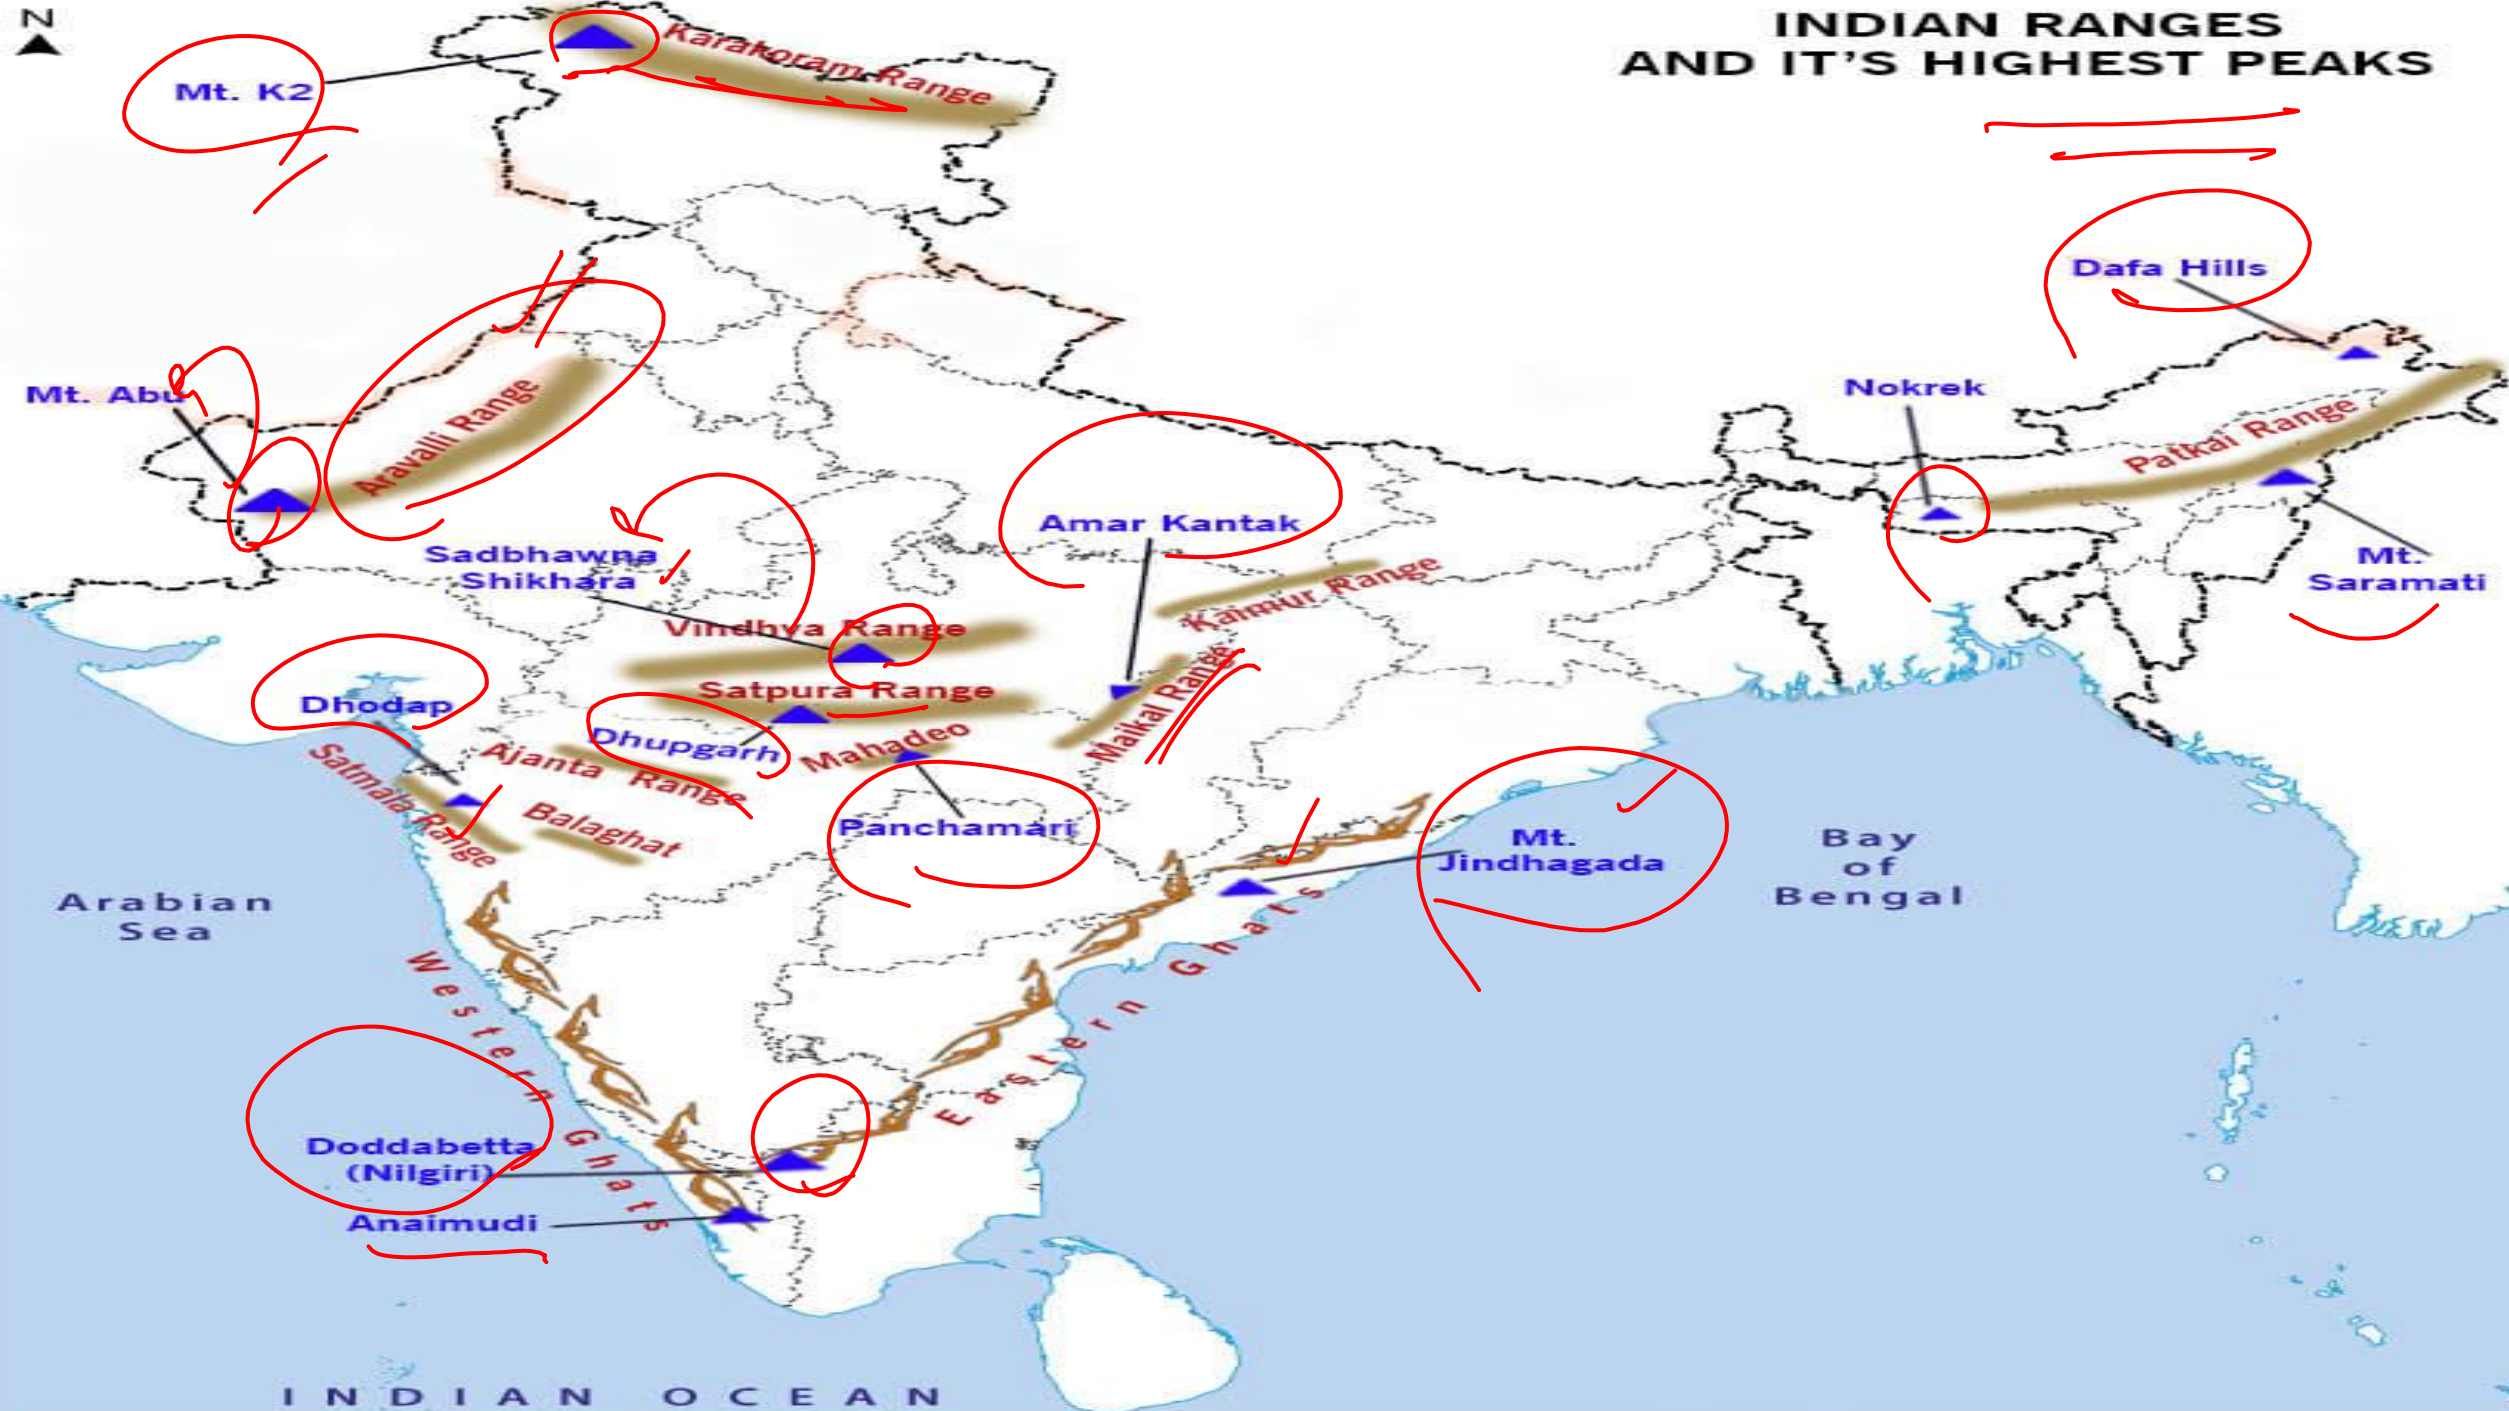 N
INDIAN RANGES
AND IT'S HIGHEST PEAKS
Karakoram Range
Mt. K2
Dafa Hills
Mt. Abu
Nokrek
Aravalli Range
Patkai Range
Amar Kantak
Sadbhawna
Shikhara
Mt.
Saramati
Kaimur Range
Vindhya Range
Satpura Range
Maikal Range
Dhodap
Dhupgarh
Mahadeo
Ajanta Range
Satmala Range
Balaghat
Panchamari
Mt.
Jindhagada
Bay
of
Bengal
Arabian
Sea
Western Ghats
Eastern Ghats
Doddabetta
(Nilgiri)
Anaimudi
INDIAN OCEAN